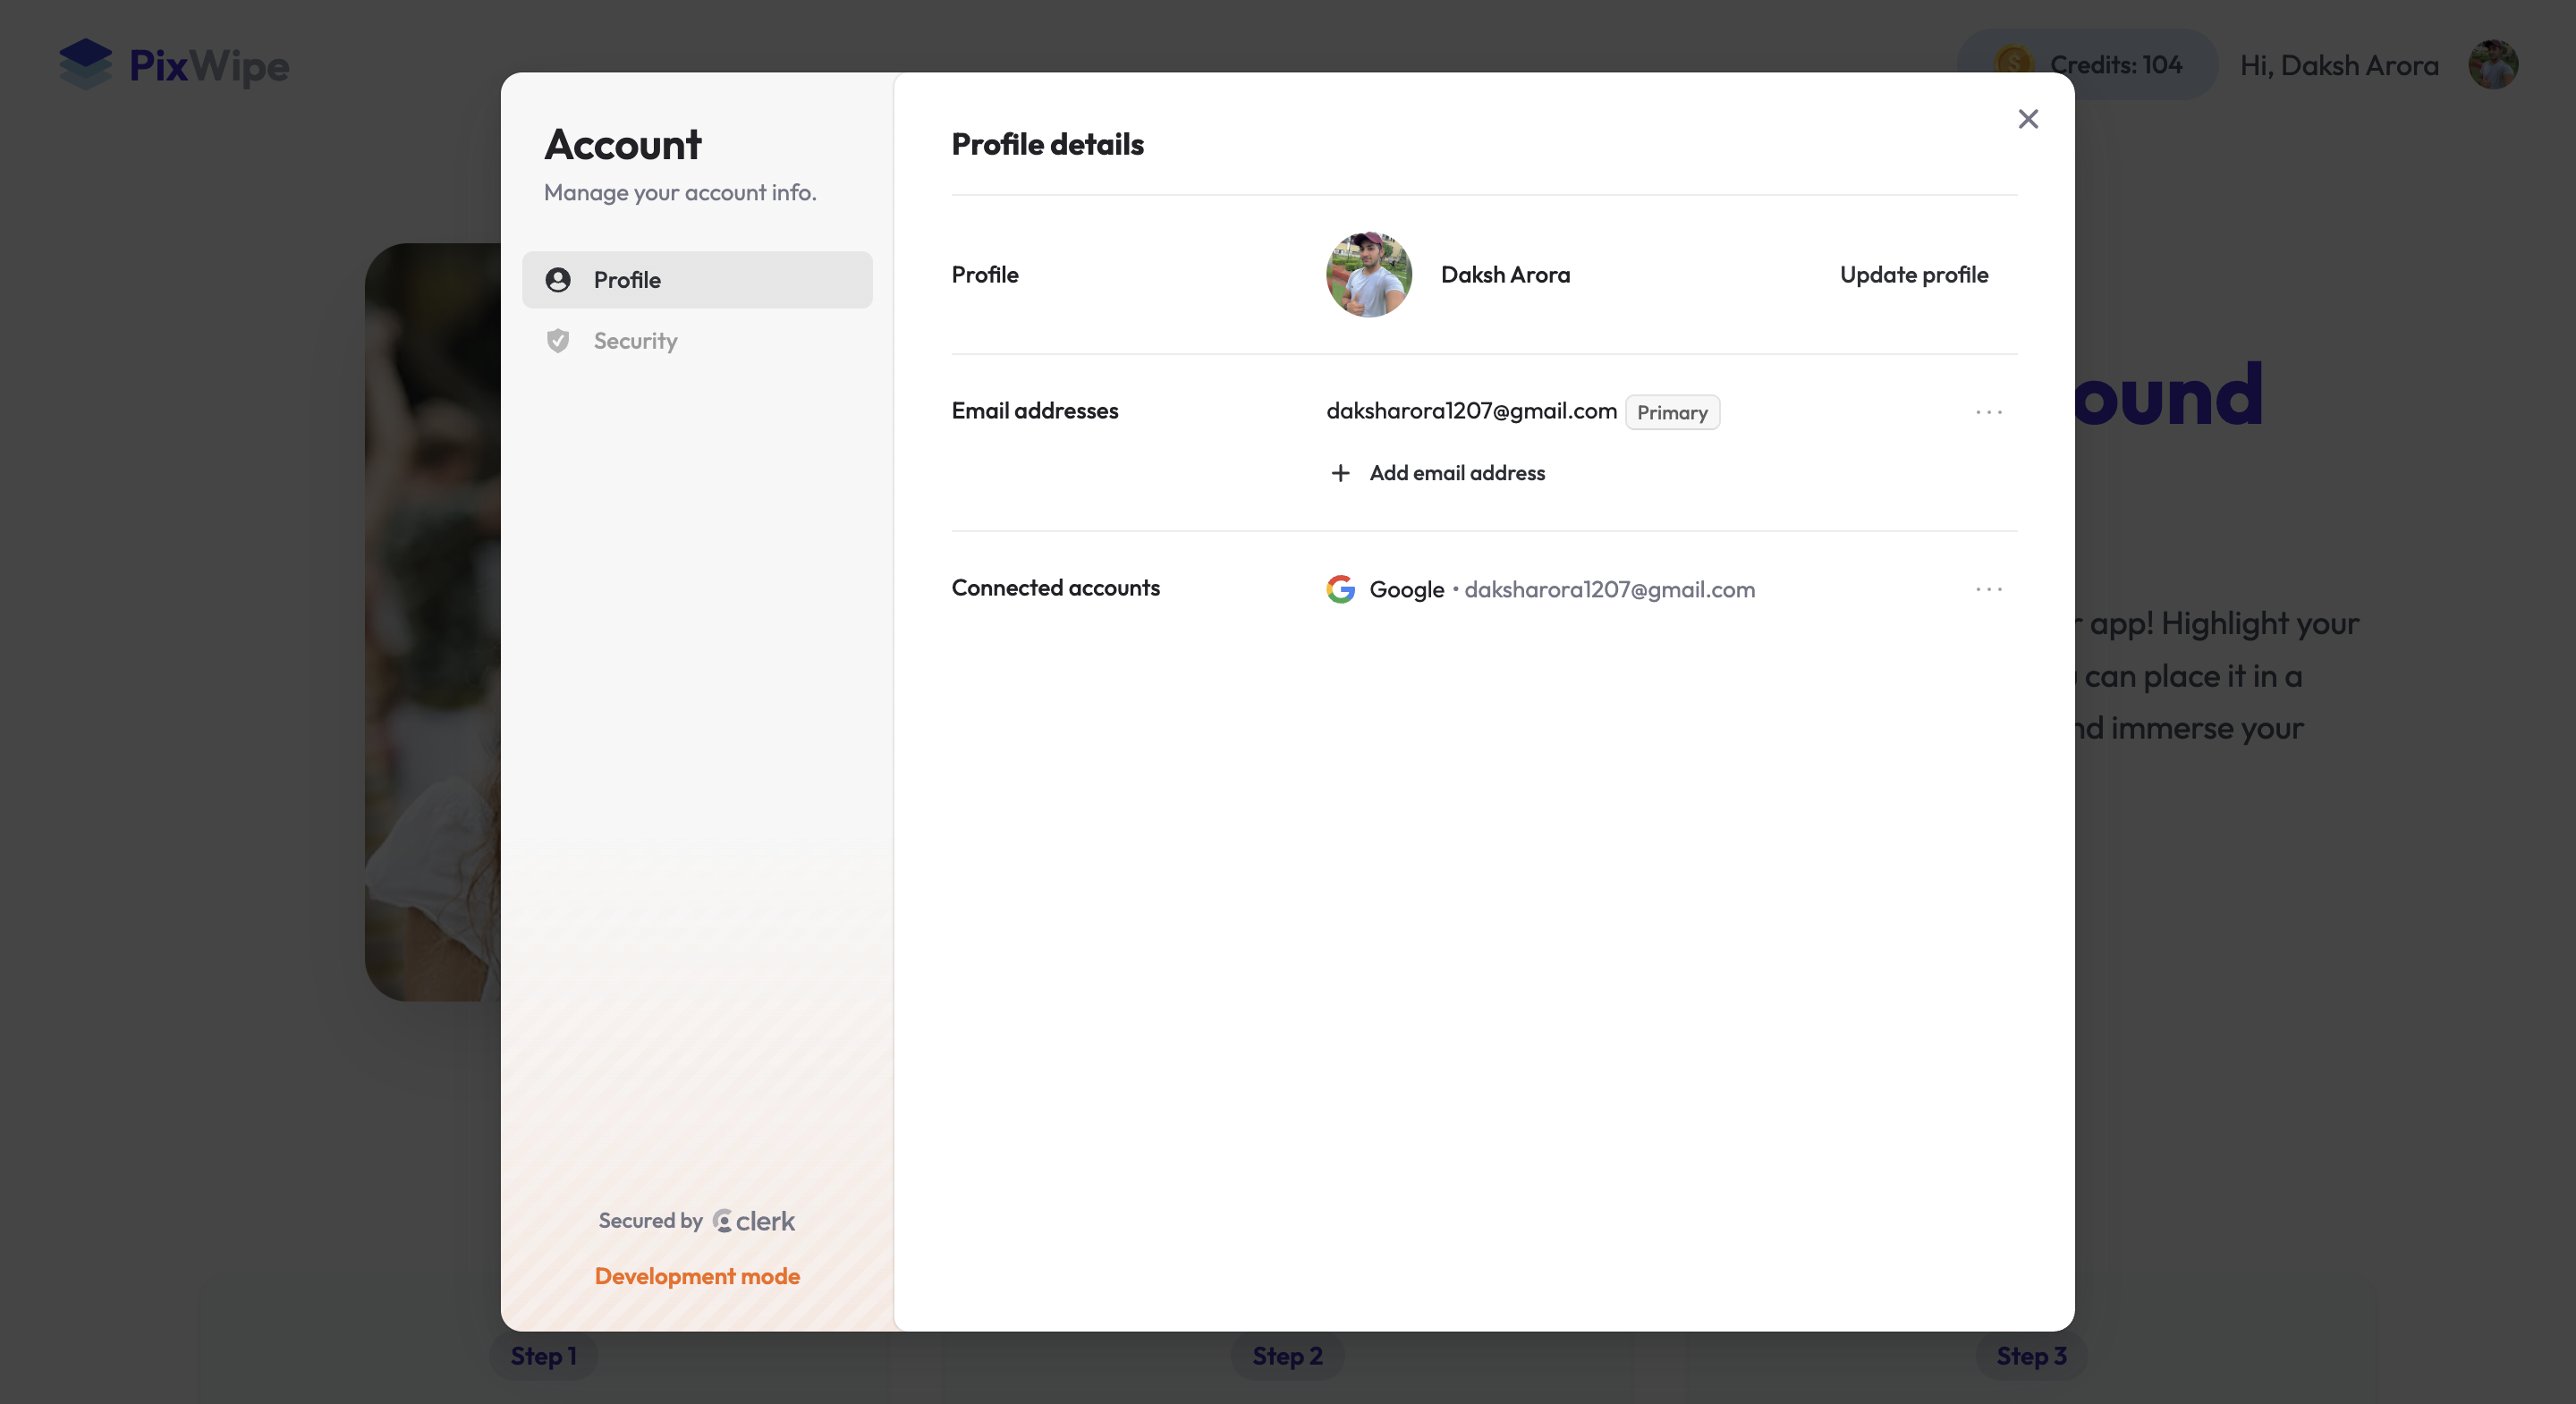 PixWipe
Credits: 104
Hi, Daksh Arora
Account
Manage your account info.
Profile
Security
Profile details
Profile
Daksh Arora
Update profile
Email addresses
daksharora1207@gmail.com Primary
Add email address
Connected accounts
Google • daksharora1207@gmail.com
ound
app! Highlight your
can place it in a
nd immerse your
Secured by clerk
Development mode
Step 1
Step 2
Step 3